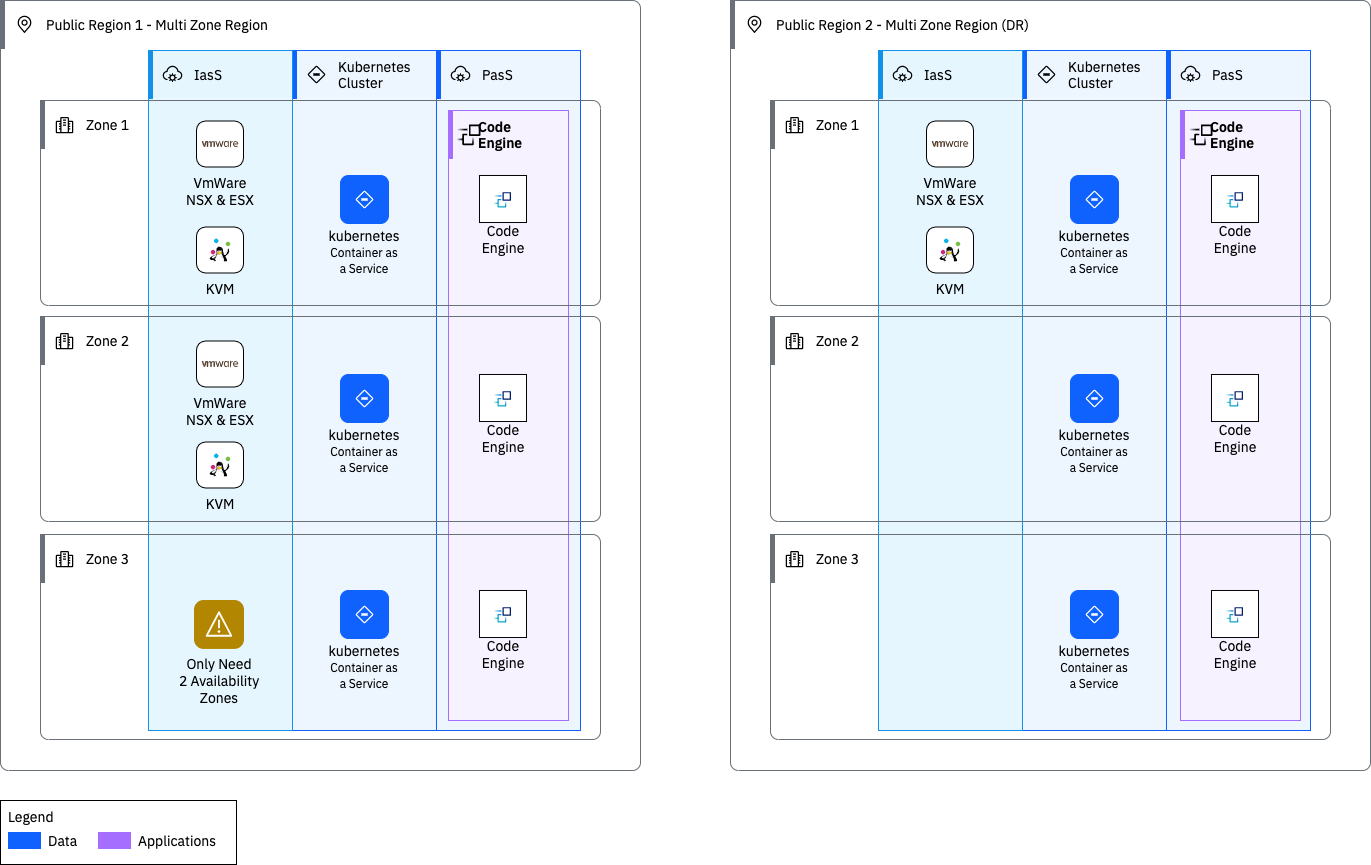 Public Region 1 - Multi Zone Region
IasS
Kubernetes
Cluster
PasS
Zone 1
vmware
VmWare
NSX & ESX
KVM
kubernetes
Container as
a Service
Code
Engine
Code
Engine
Zone 2
vmware
VmWare
NSX & ESX
KVM
kubernetes
Container as
a Service
Code
Engine
Zone 3
Only Need
2 Availability
Zones
kubernetes
Container as
a Service
Code
Engine
Public Region 2 - Multi Zone Region (DR)
IasS
Kubernetes
Cluster
PasS
Zone 1
vmware
VmWare
NSX & ESX
KVM
kubernetes
Container as
a Service
Code
Engine
Code
Engine
Zone 2
kubernetes
Container as
a Service
Code
Engine
Zone 3
kubernetes
Container as
a Service
Code
Engine
Legend
Data
Applications